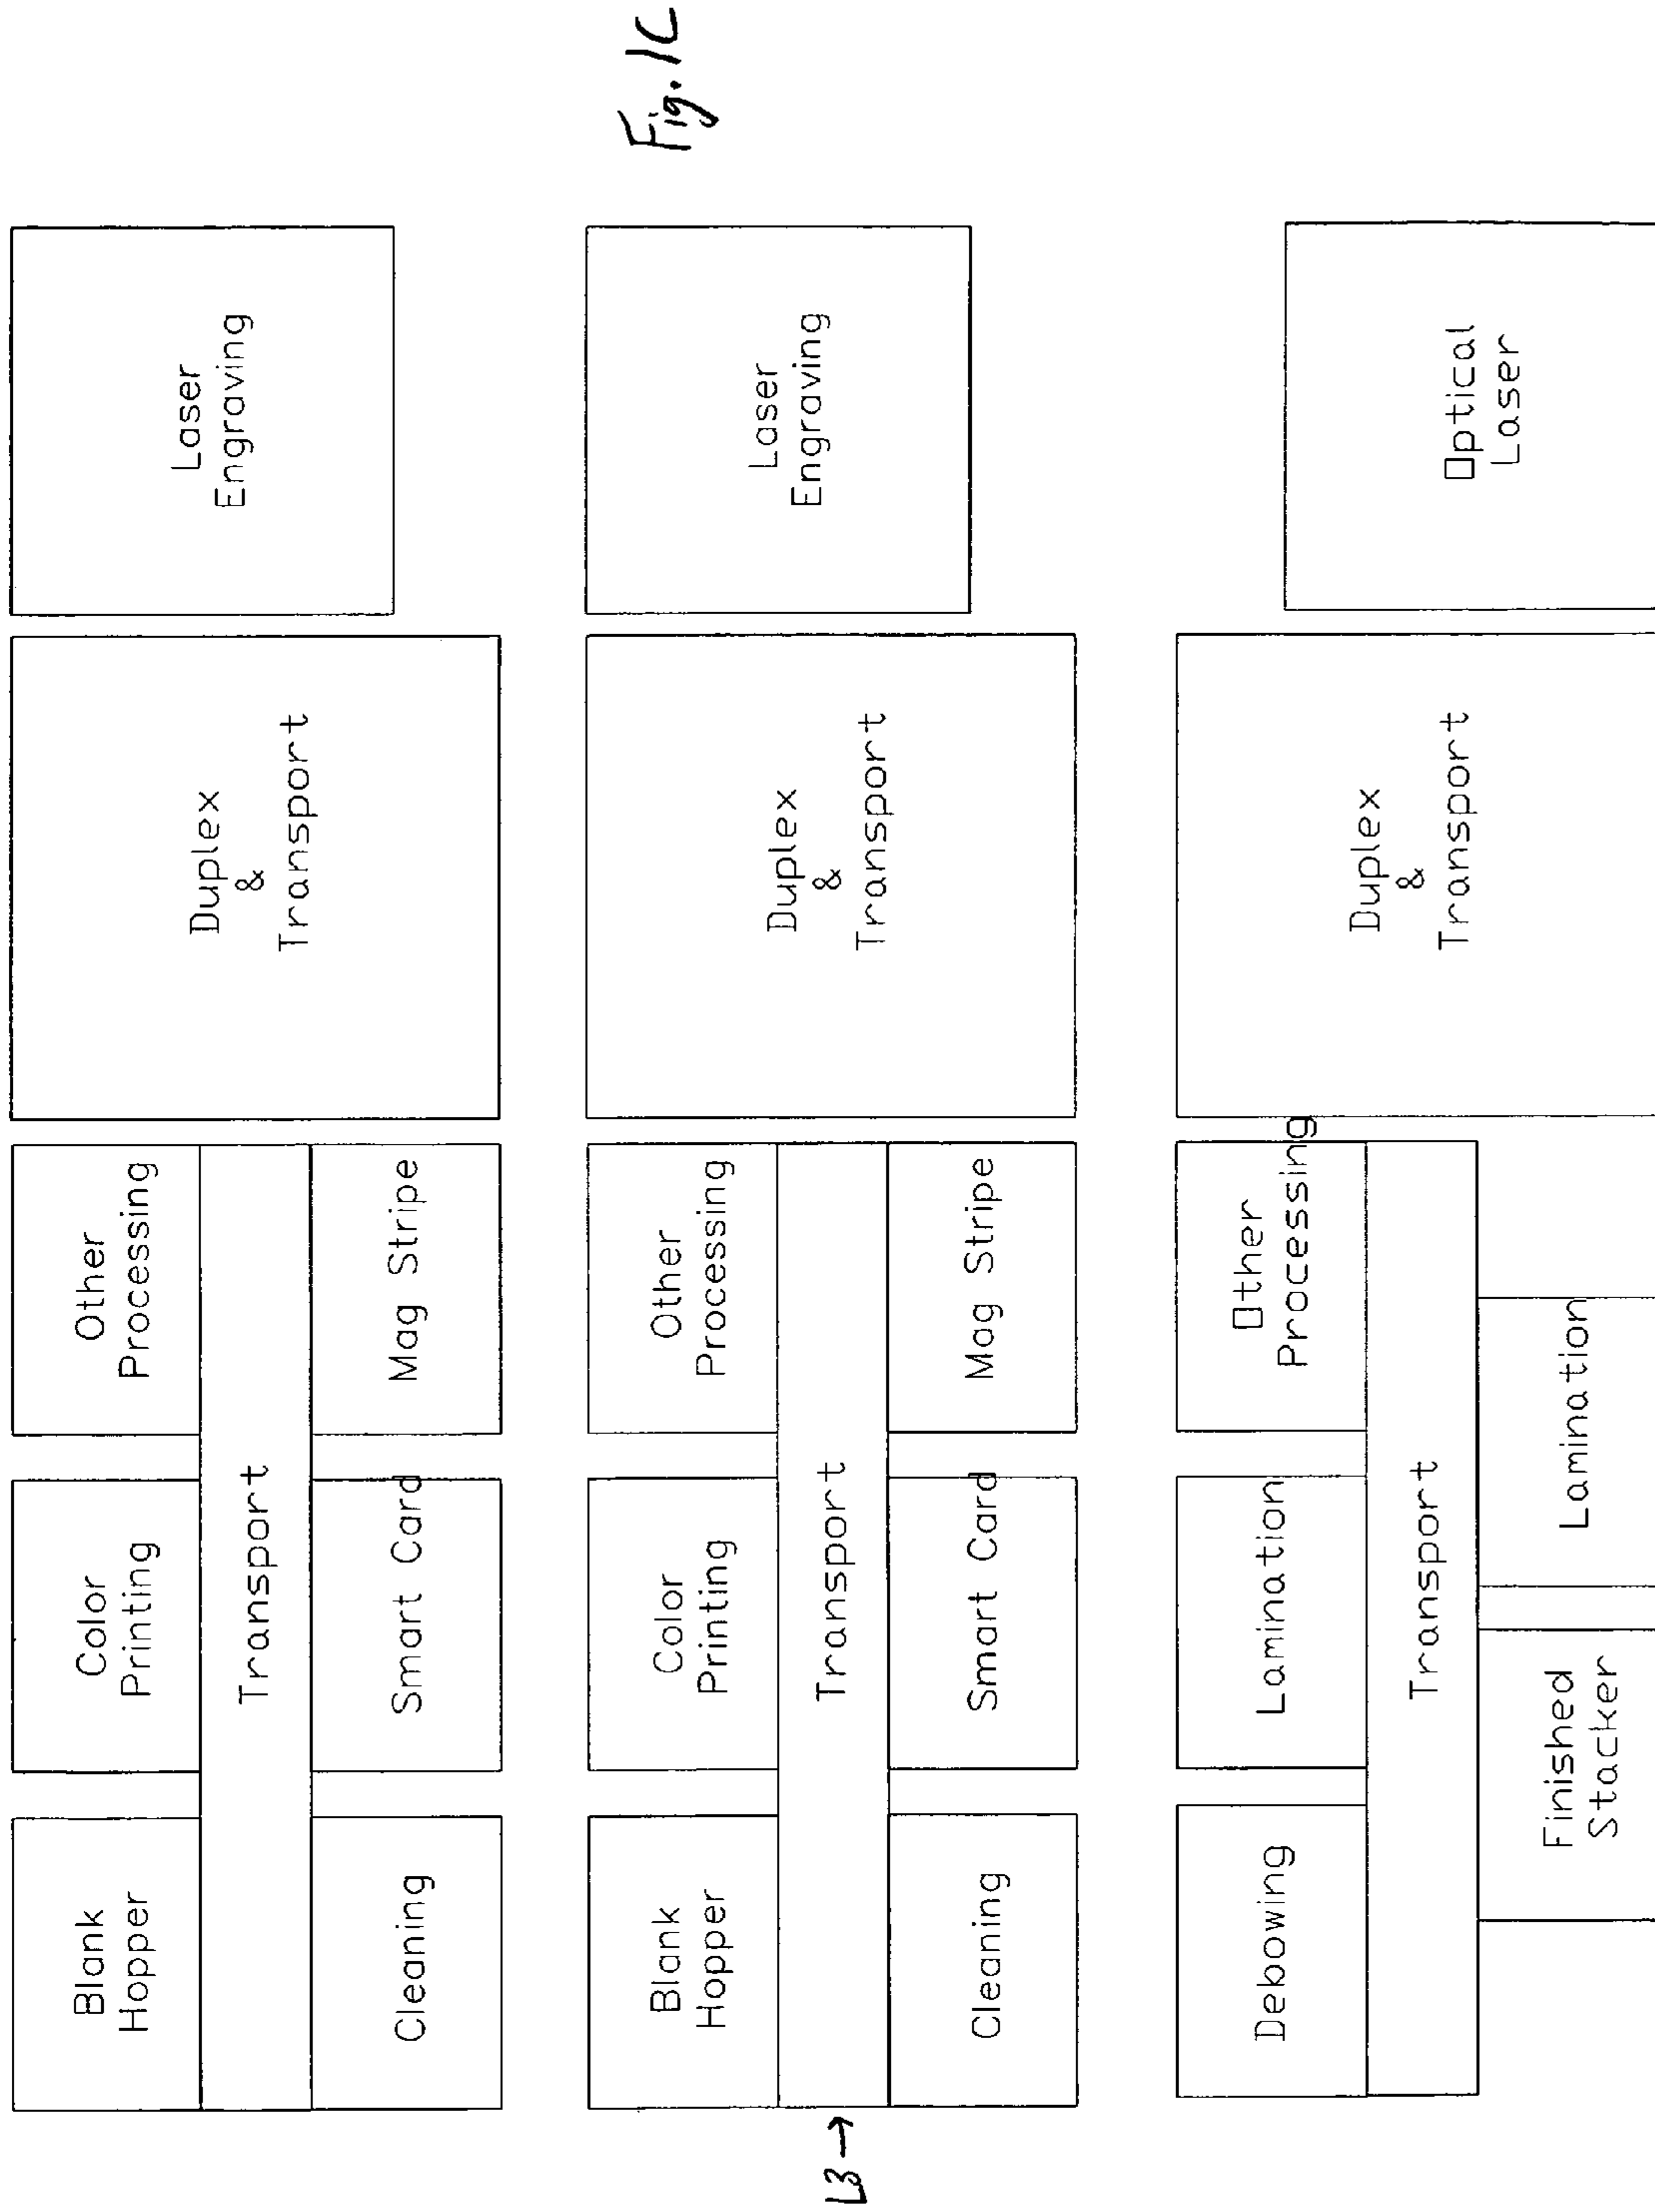 Blank
Hopper
Color
Printing
Other
Processing
Transport
Cleaning
Smart Card
Mag Stripe
Duplex
&
Transport
Laser
Engraving
L3 →
Blank
Hopper
Color
Printing
Other
Processing
Transport
Cleaning
Smart Card
Mag Stripe
Duplex
&
Transport
Laser
Engraving
Fig. 1C
Debowing
Lamination
Other
Processing
Transport
Finished
Stacker
Lamination
Duplex
&
Transport
Optical
Laser